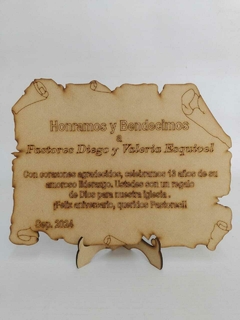 Honramos y Bendecimos
a
Pastores Diego y Valeria Esquivel
Con corazones agradecidos, celebramos 18 años de su
amoroso liderazgo. Ustedes son un regalo
de Dios para nuestra iglesia .
¡Feliz aniversario, queridos Pastores!
Sep. 2024